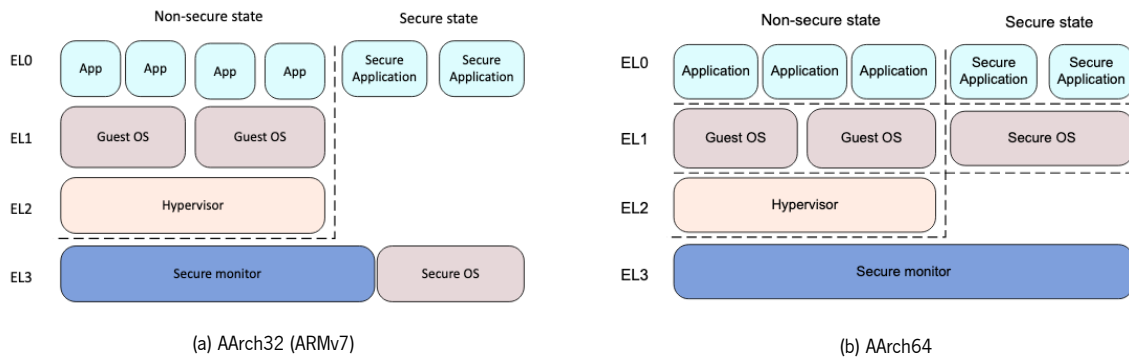 Non-secure state
Secure state
EL0
App
App
App
App
Secure
Application
Secure
Application
EL1
Guest OS
Guest OS
EL2
Hypervisor
EL3
Secure monitor
Secure OS
(a) AArch32 (ARMv7)
Non-secure state
Secure state
EL0
Application
Application
Application
Secure
Application
Secure
Application
EL1
Guest OS
Guest OS
Secure OS
EL2
Hypervisor
EL3
Secure monitor
(b) AArch64